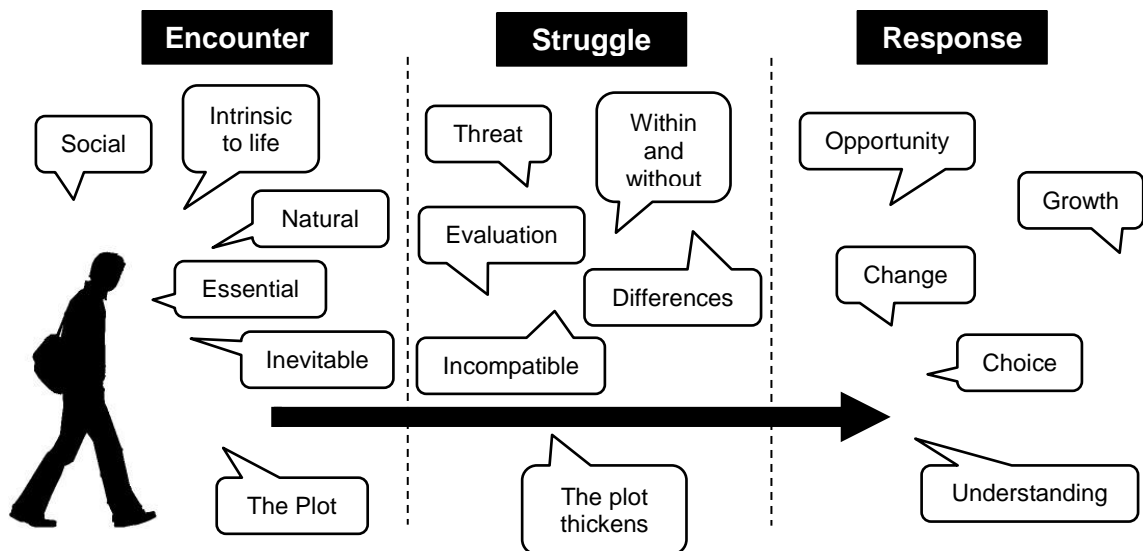 Encounter
Struggle
Response
Social
Intrinsic
to life
Natural
Essential
Inevitable
The Plot
Threat
Within
and
without
Evaluation
Differences
Incompatible
The plot
thickens
Opportunity
Growth
Change
Choice
Understanding